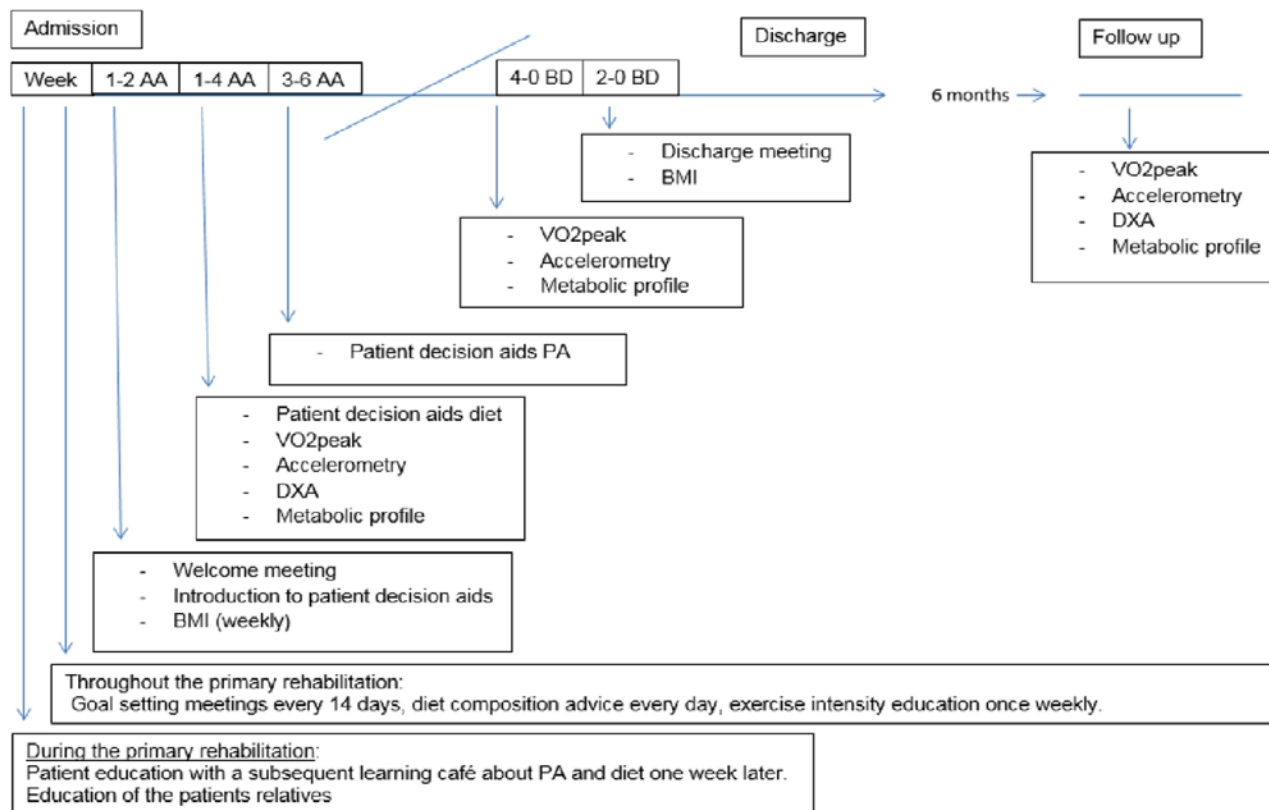 Admission
Discharge
Follow up
Week
1-2 AA
1-4 AA
3-6 AA
4-0 BD
2-0 BD
6 months
- Discharge meeting
- BMI
- VO2peak
- Accelerometry
- DXA
- Metabolic profile
- VO2peak
- Accelerometry
- Metabolic profile
- Patient decision aids PA
- Patient decision aids diet
- VO2peak
- Accelerometry
- DXA
- Metabolic profile
- Welcome meeting
- Introduction to patient decision aids
- BMI (weekly)
Throughout the primary rehabilitation:
Goal setting meetings every 14 days, diet composition advice every day, exercise intensity education once weekly.
During the primary rehabilitation:
Patient education with a subsequent learning café about PA and diet one week later.
Education of the patients relatives